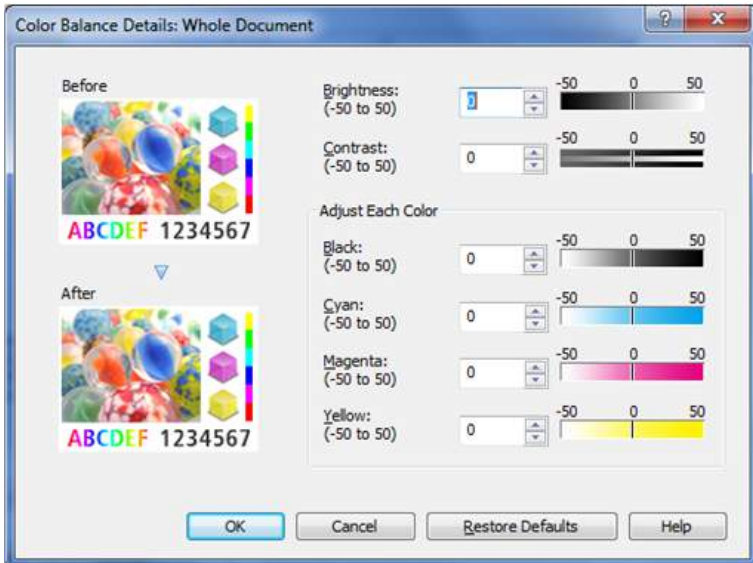 Color Balance Details: Whole Document
Before
ABCDEF 1234567
After
ABCDEF 1234567
Brightness:
(-50 to 50)
0
-50 0 50
Contrast:
(-50 to 50)
0
Adjust Each Color
Black:
(-50 to 50)
0
-50 0 50
Cyan:
(-50 to 50)
0
-50 0 50
Magenta:
(-50 to 50)
0
-50 0 50
Yellow:
(-50 to 50)
0
-50 0 50
OK Cancel Restore Defaults Help